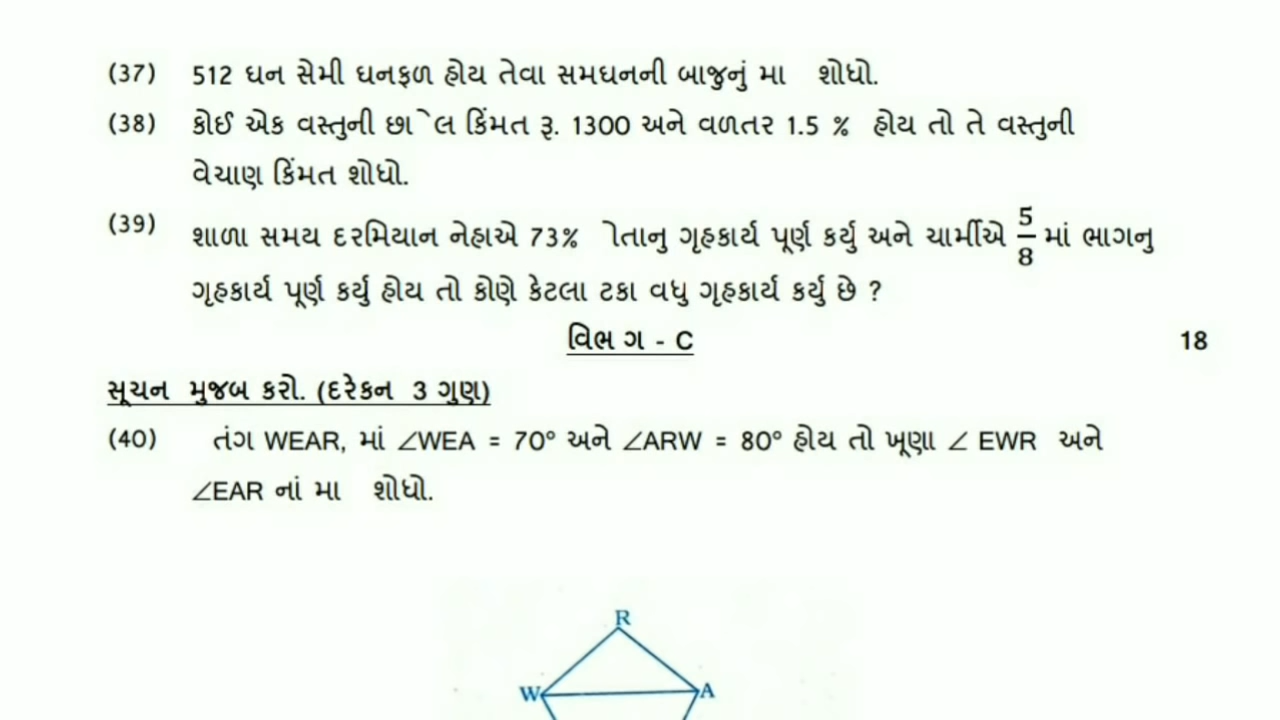 (37) 512 ઘન સેમી ઘનફળ હોય તેવા સમઘનની બાજુનું મા શોધો.
(38) કોઈ એક વસ્તુની છાેલ કિંમત રૂ. 1300 અને વળતર 1.5 % હોય તો તે વસ્તુની
વેચાણ કિંમત શોધો.
(39) શાળા સમય દરમિયાન નેહાએ 73% ોતાનુ ગૃહકાર્ય પૂર્ણ કર્યુ અને ચાર્મીએ 5/8 માં ભાગનુ
ગૃહકાર્ય પૂર્ણ કર્યુ હોય તો કોણે કેટલા ટકા વધુ ગૃહકાર્ય કર્યુ છે ?
વિભ ગ - C 18
સૂચન મુજબ કરો. (દરેકન 3 ગુણ)
(40) તંગ WEAR, માં ∠WEA = 70° અને ∠ARW = 80° હોય તો ખૂણા ∠ EWR અને
∠EAR નાં મા શોધો.
R
W A